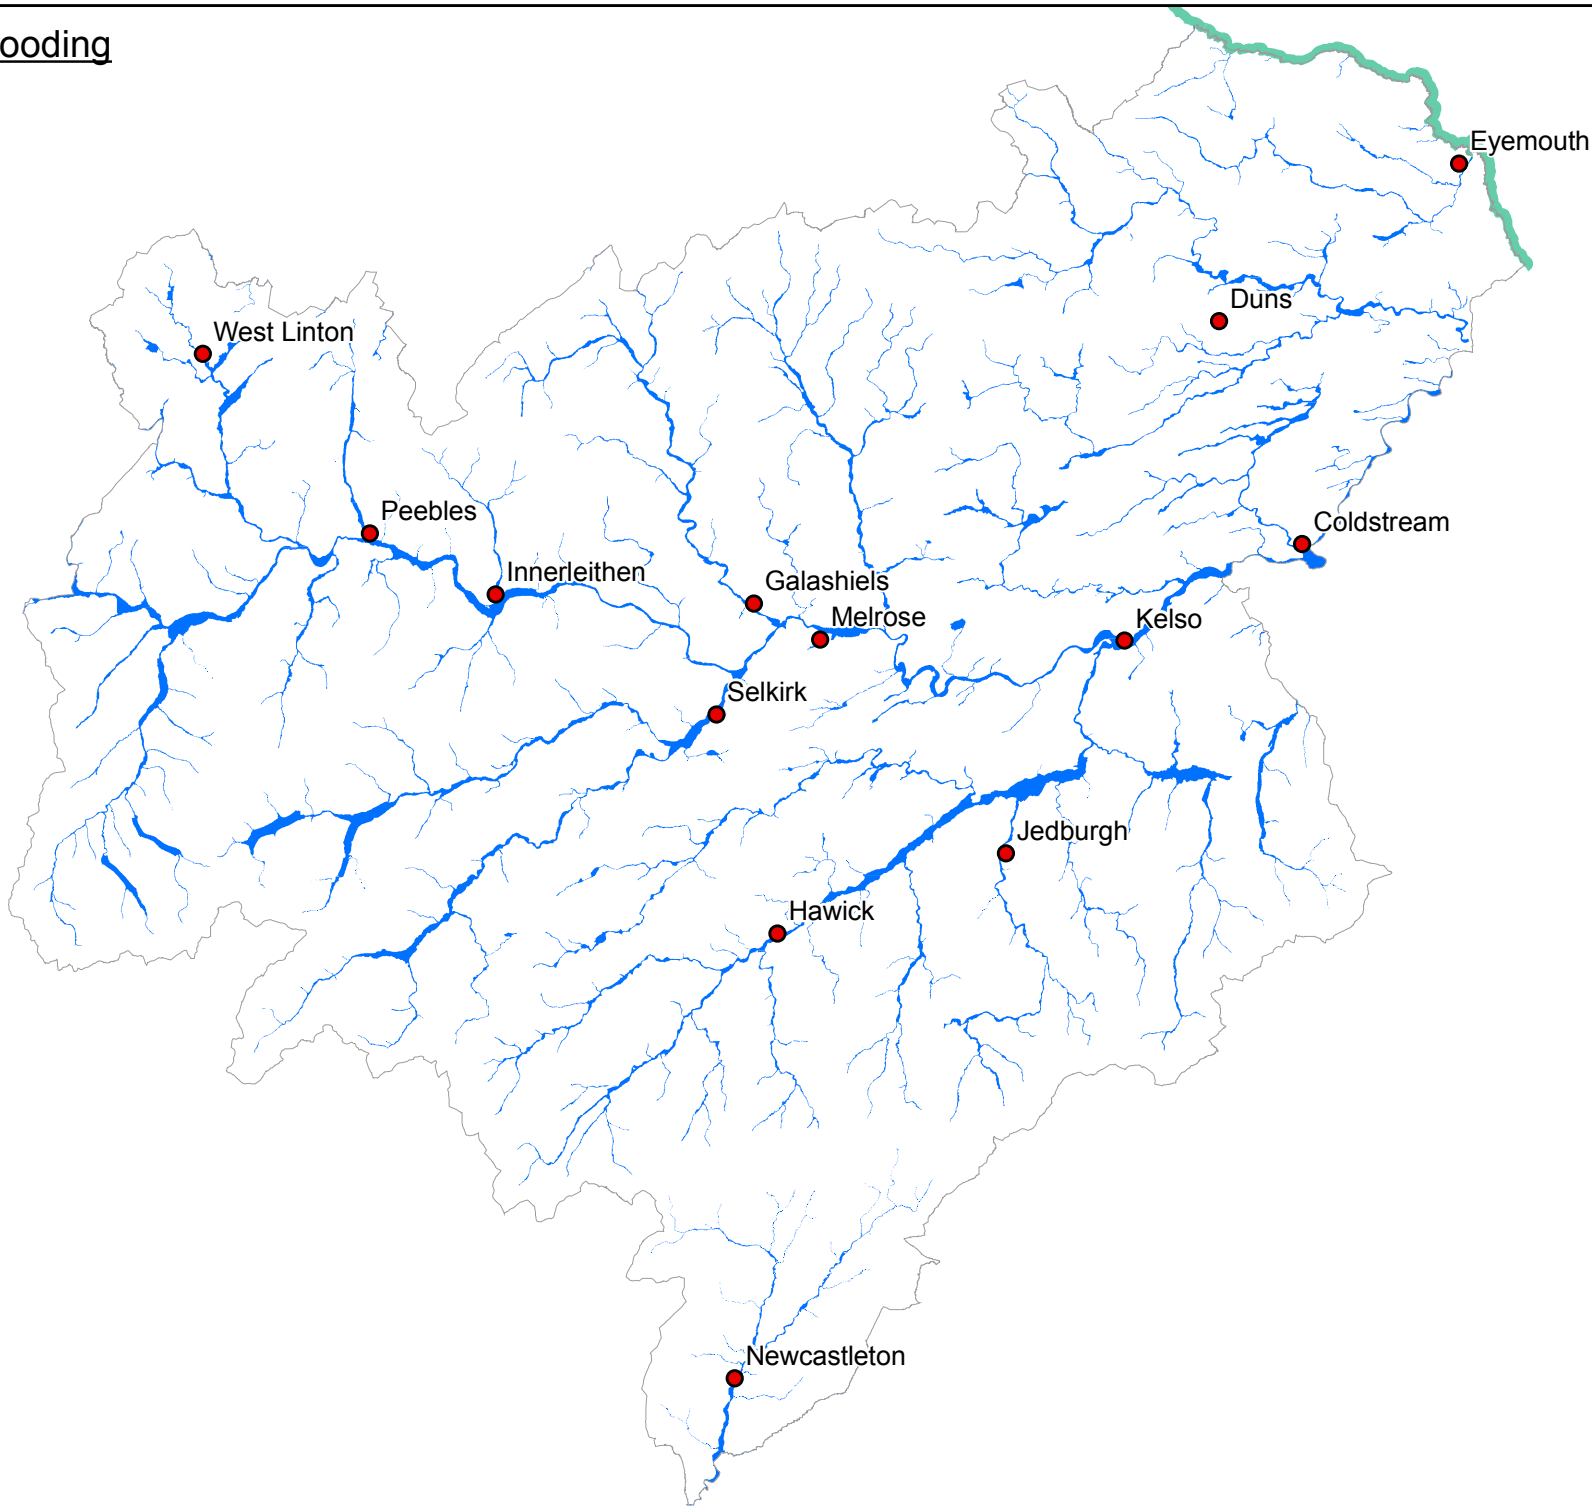 ooding
Eyemouth
Duns
West Linton
Peebles
Coldstream
Innerleithen
Galashiels
Melrose
Kelso
Selkirk
Jedburgh
Hawick
Newcastleton